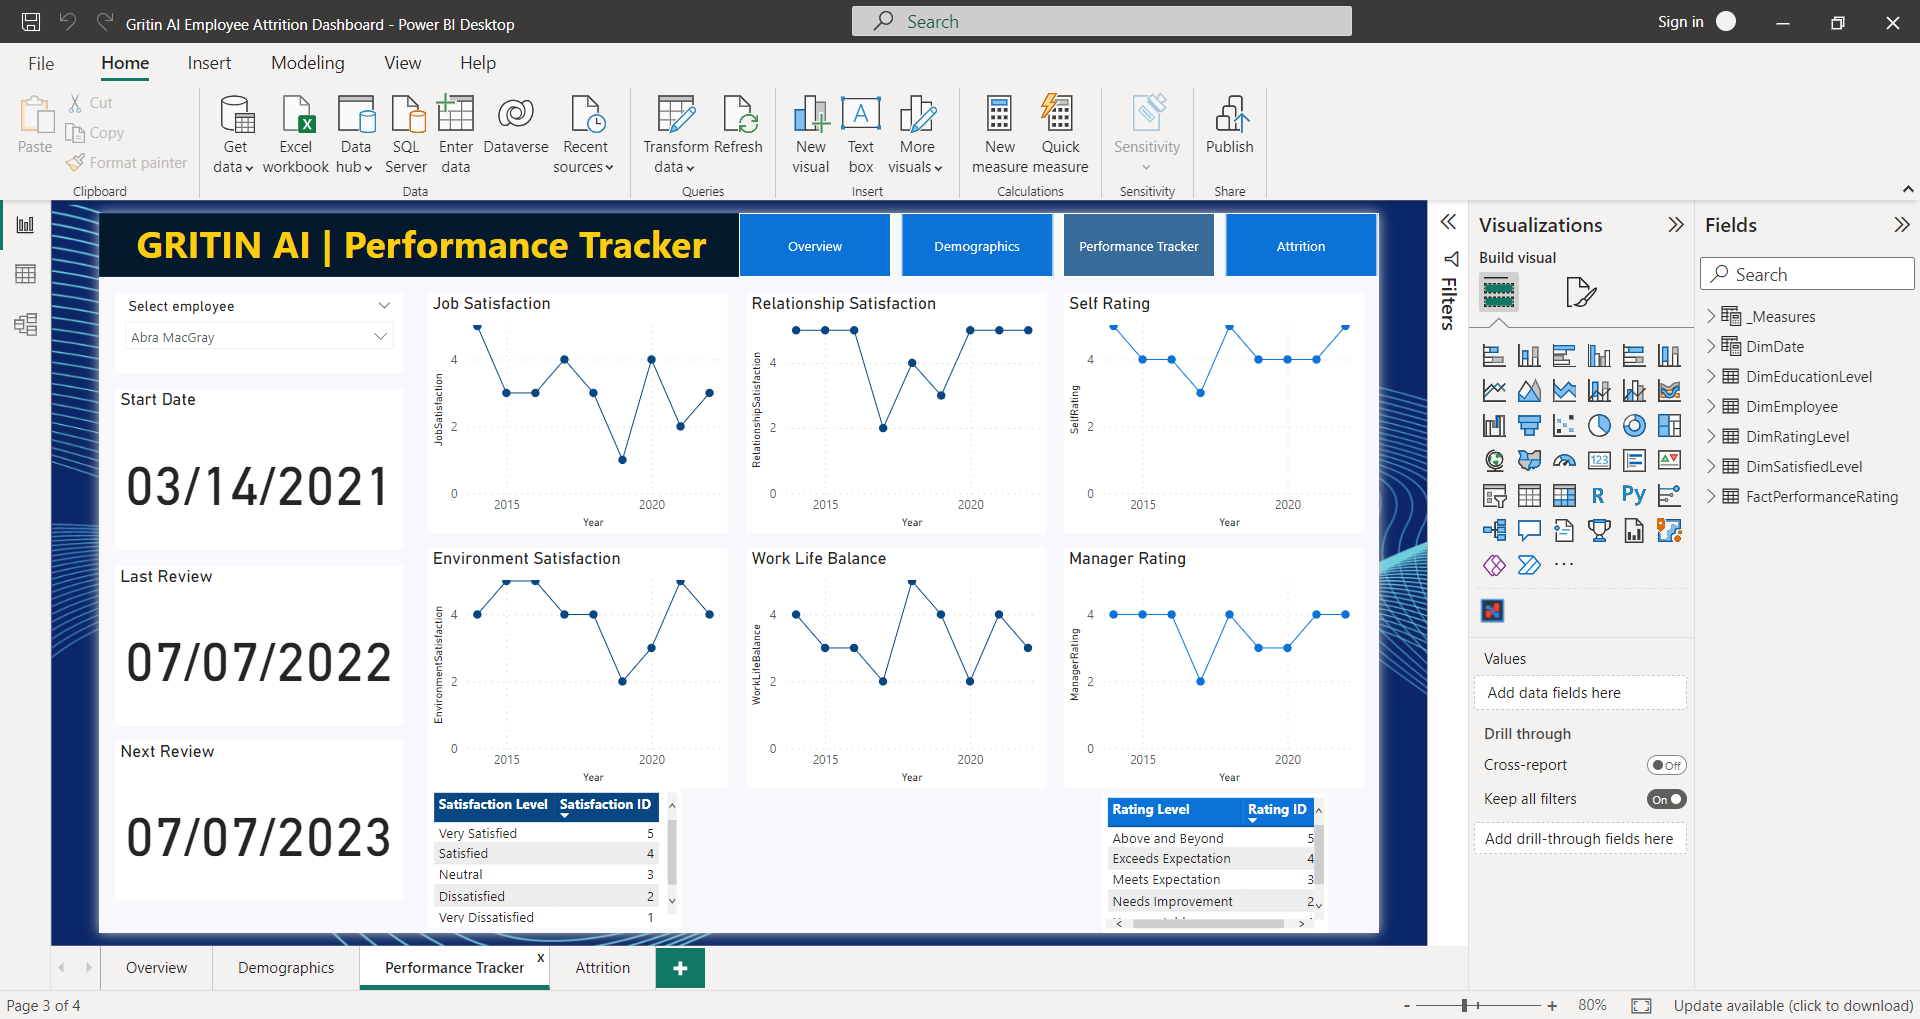 Gritin AI Employee Attrition Dashboard - Power BI Desktop
Search
Sign in
File
Home
Insert
Modeling
View
Help
Paste
Cut
Copy
Format painter
Clipboard
Get data
Excel workbook
Data hub
SQL Server
Enter data
Dataverse
Recent sources
Data
Transform data
Refresh
Queries
New visual
Text box
More visuals
Insert
New measure
Quick measure
Calculations
Sensitivity
Sensitivity
Publish
Share
GRITIN AI | Performance Tracker
Overview
Demographics
Performance Tracker
Attrition
Select employee
Abra MacGray
Start Date
03/14/2021
Last Review
07/07/2022
Next Review
07/07/2023
Job Satisfaction
JobSatisfaction
4
2
0
2015
2020
Year
Relationship Satisfaction
RelationshipSatisfaction
4
2
0
2015
2020
Year
Self Rating
SelfRating
4
2
0
2015
2020
Year
Environment Satisfaction
EnvironmentSatisfaction
4
2
0
2015
2020
Year
Work Life Balance
WorkLifeBalance
4
2
0
2015
2020
Year
Manager Rating
ManagerRating
4
2
0
2015
2020
Year
Satisfaction Level Satisfaction ID
Very Satisfied 5
Satisfied 4
Neutral 3
Dissatisfied 2
Very Dissatisfied 1
Rating Level Rating ID
Above and Beyond 5
Exceeds Expectation 4
Meets Expectation 3
Needs Improvement 2
Filters
Visualizations
Build visual
123
R
Py
...
Values
Add data fields here
Drill through
Cross-report
Off
Keep all filters
On
Add drill-through fields here
Fields
Search
_Measures
DimDate
DimEducationLevel
DimEmployee
DimRatingLevel
DimSatisfiedLevel
FactPerformanceRating
Overview
Demographics
Performance Tracker
x
Attrition
+
Page 3 of 4
- + 80%
Update available (click to download)